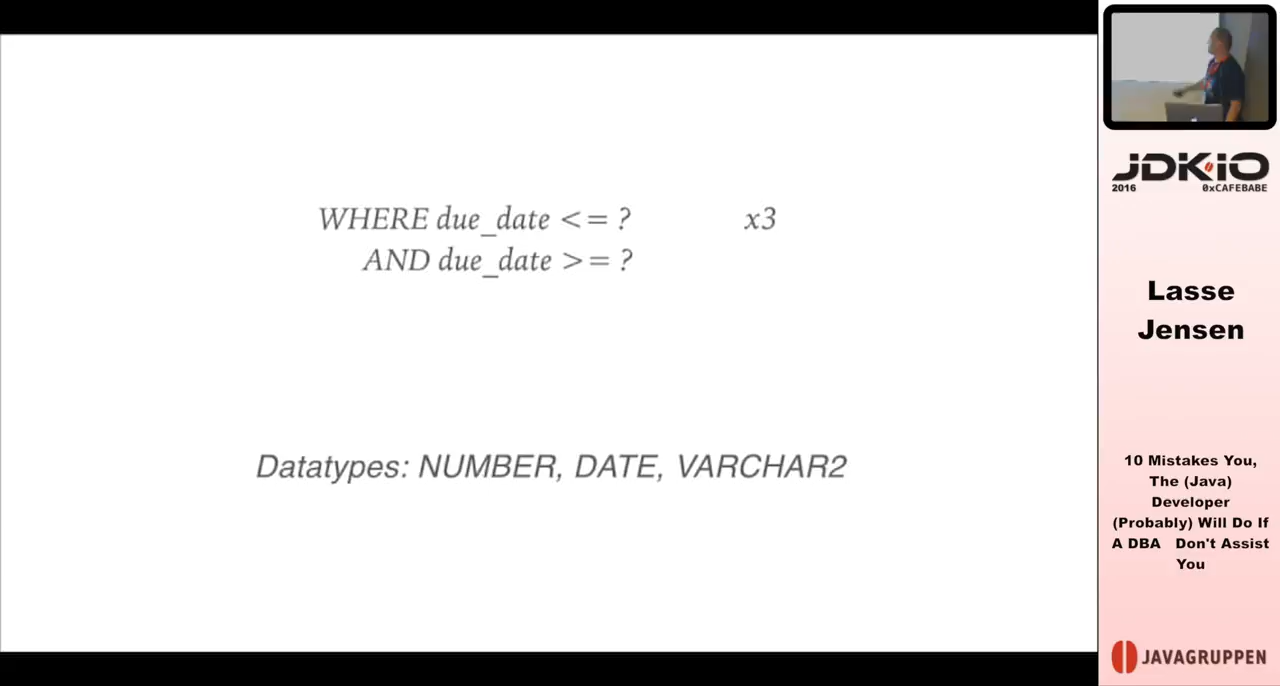 WHERE due_date <= ? x3
AND due_date >= ?
Datatypes: NUMBER, DATE, VARCHAR2
JDK·IO
2016 0xCAFEBABE
Lasse
Jensen
10 Mistakes You,
The (Java)
Developer
(Probably) Will Do If
A DBA Don't Assist
You
JAVAGRUPPEN